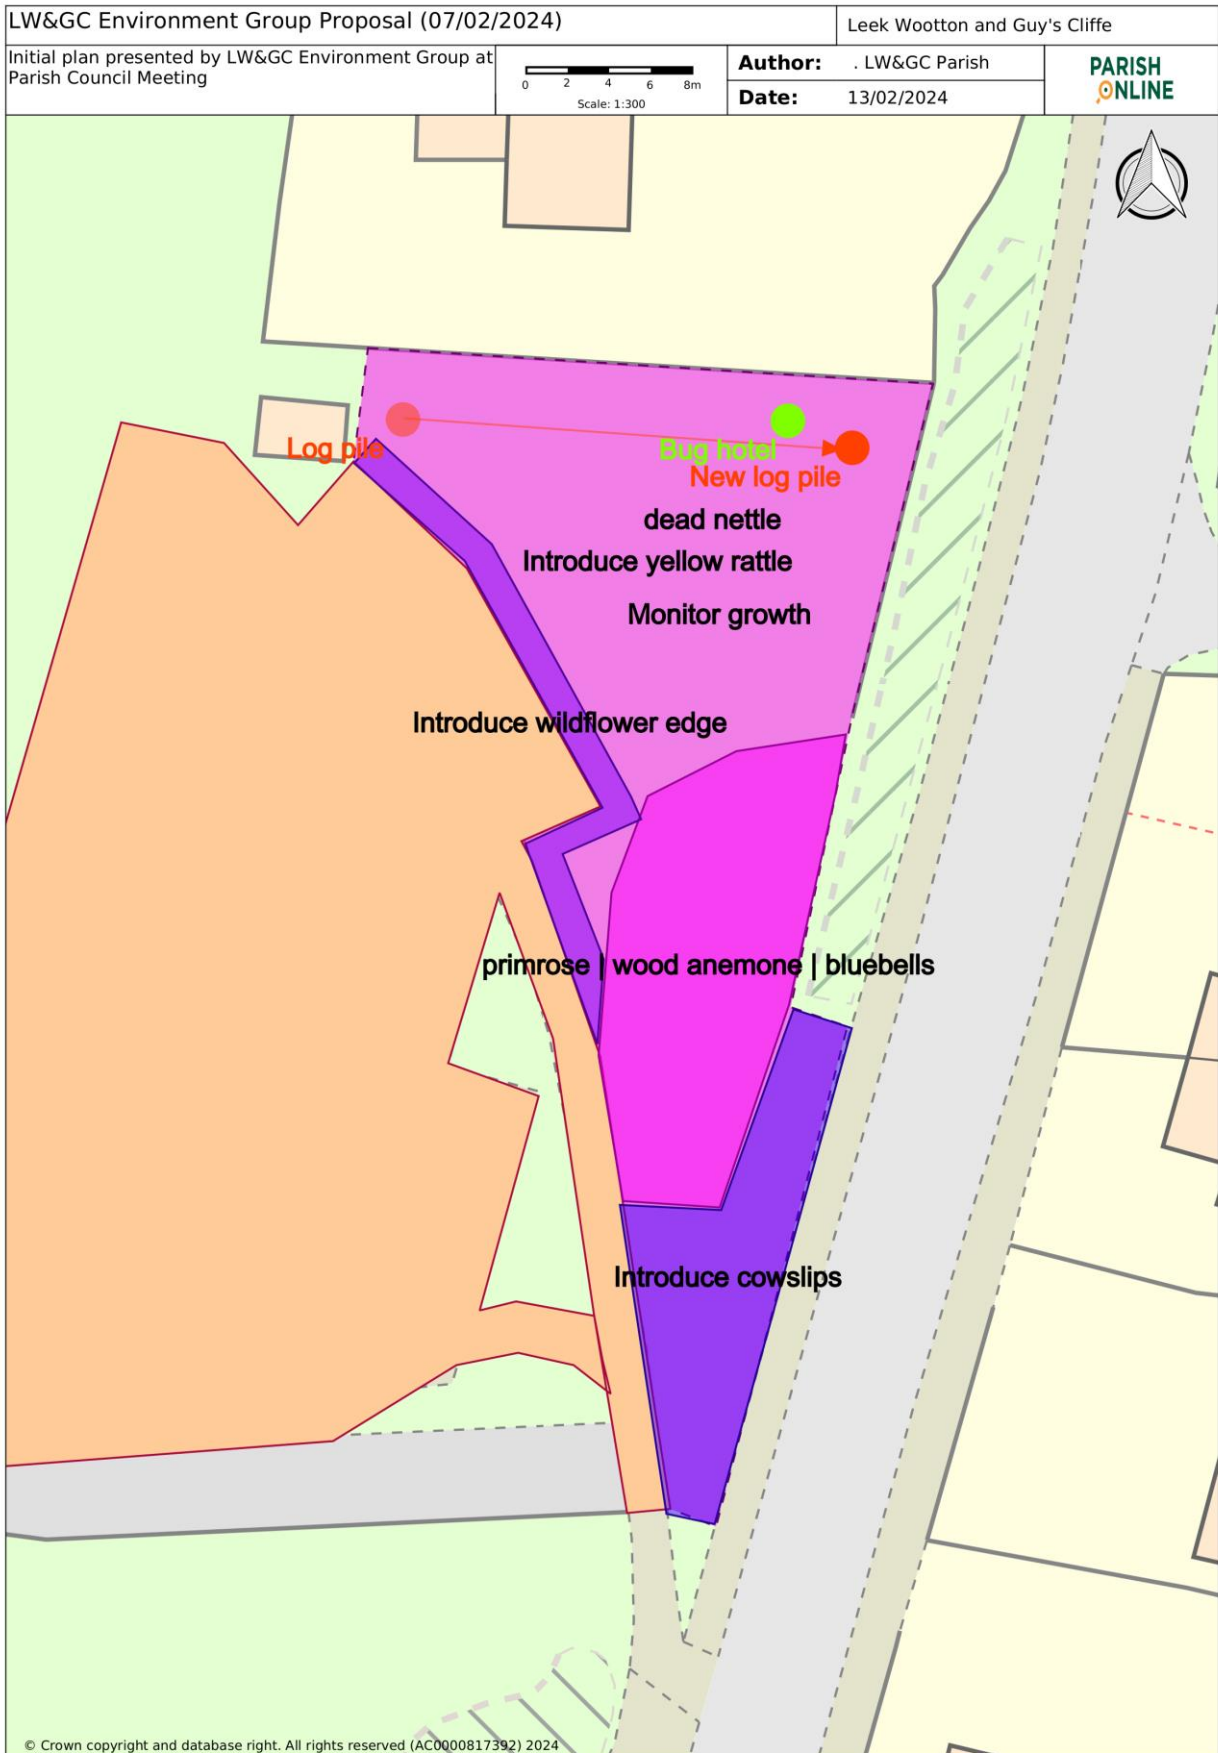 LW&GC Environment Group Proposal (07/02/2024)
Leek Wootton and Guy's Cliffe
Initial plan presented by LW&GC Environment Group at
Parish Council Meeting
0 2 4 6 8m
Scale: 1:300
Author: . LW&GC Parish
Date: 13/02/2024
PARISH
ONLINE
Log pile
Bug hotel
New log pile
dead nettle
Introduce yellow rattle
Monitor growth
Introduce wildflower edge
primrose | wood anemone | bluebells
Introduce cowslips
© Crown copyright and database right. All rights reserved (AC0000817392) 2024